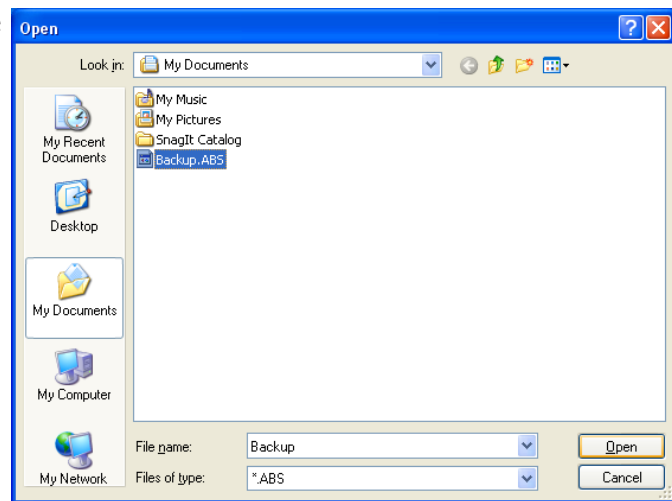 Open
Look in: My Documents
My Music
My Pictures
SnagIt Catalog
Backup.ABS
My Recent
Documents
Desktop
My Documents
My Computer
My Network
File name: Backup Open
Files of type: *.ABS Cancel